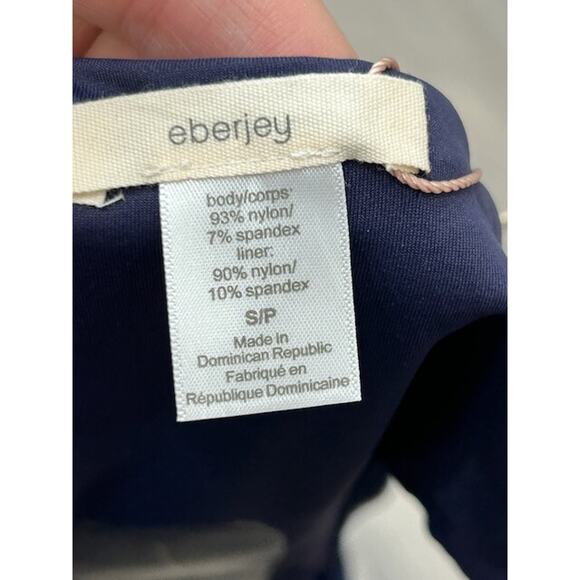 eberjey
body/corps:
93% nylon/
7% spandex
liner:
90% nylon/
10% spandex
S/P
Made in
Dominican Republic
Fabriqué en
République Dominicaine